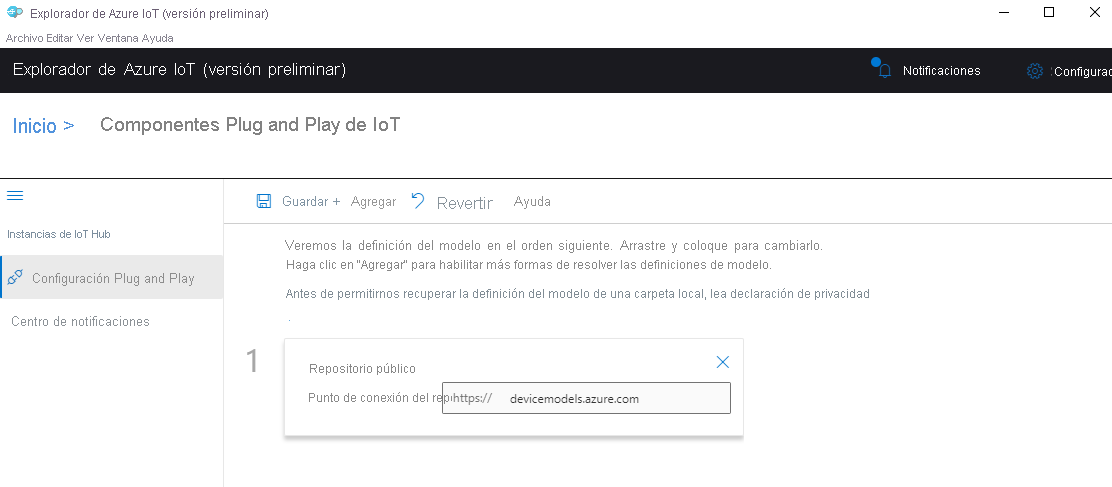 Explorador de Azure IoT (versión preliminar)
Archivo Editar Ver Ventana Ayuda
Explorador de Azure IoT (versión preliminar)
Notificaciones
Inicio >
Componentes Plug and Play de IoT
Guardar + Agregar
Revertir
Ayuda
Instancias de IoT Hub
Configuración Plug and Play
Centro de notificaciones
Veremos la definición del modelo en el orden siguiente. Arrastre y coloque para cambiarlo.
Haga clic en "Agregar" para habilitar más formas de resolver las definiciones de modelo.
Antes de permitirnos recuperar la definición del modelo de una carpeta local, lea declaración de privacidad
.
1
Repositorio público
Punto de conexión del
https:// devicemodels.azure.com